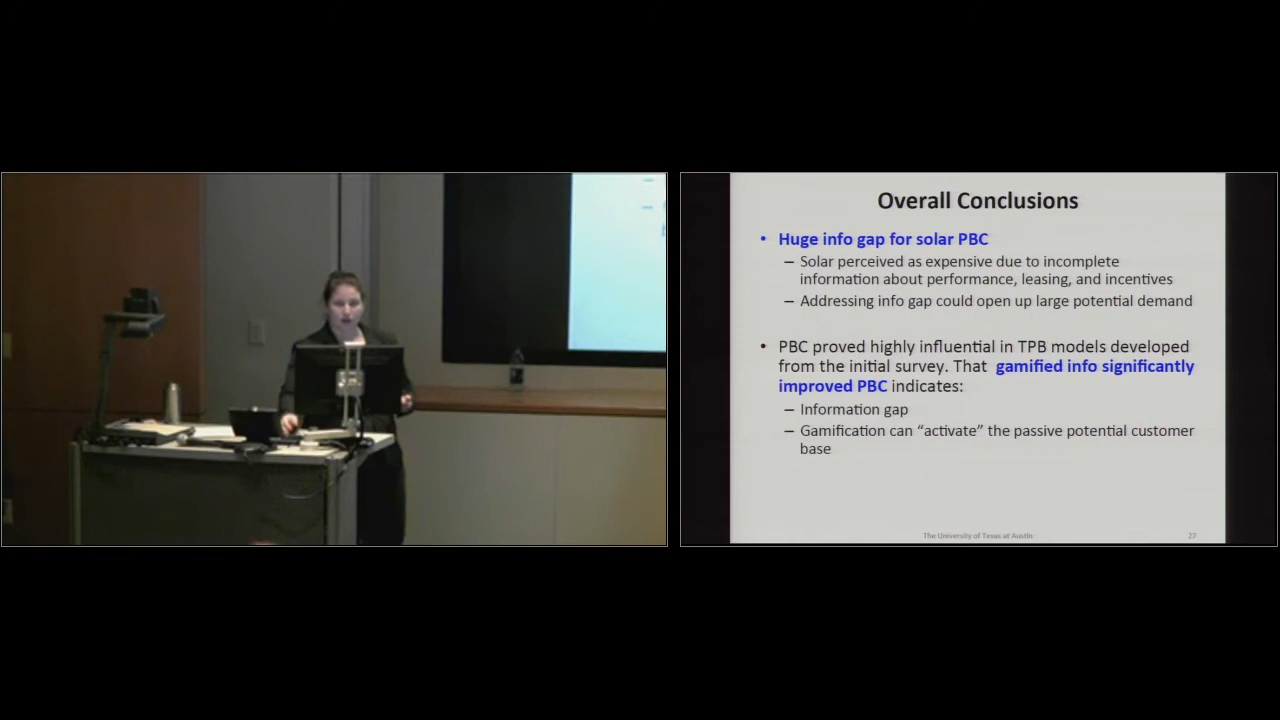 Overall Conclusions
• Huge info gap for solar PBC
– Solar perceived as expensive due to incomplete
information about performance, leasing, and incentives
– Addressing info gap could open up large potential demand
• PBC proved highly influential in TPB models developed
from the initial survey. That gamified info significantly
improved PBC indicates:
– Information gap
– Gamification can “activate” the passive potential customer
base
The University of Texas at Austin
27